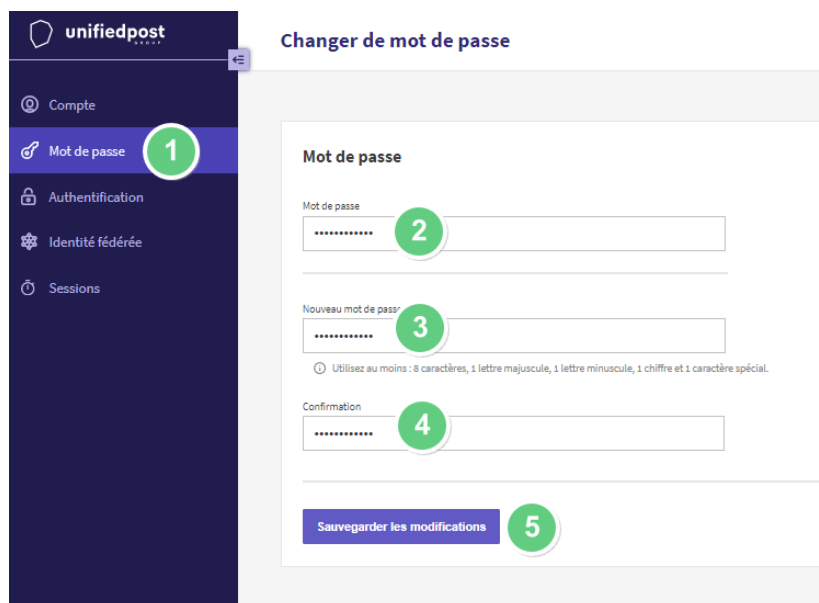 unifiedpost
GROUP
Changer de mot de passe
Compte
Mot de passe
1
Authentification
Identité fédérée
Sessions
Mot de passe
Mot de passe
••••••••••••
2
Nouveau mot de passe
••••••••••••
3
Utilisez au moins : 8 caractères, 1 lettre majuscule, 1 lettre minuscule, 1 chiffre et 1 caractère spécial.
Confirmation
••••••••••••
4
Sauvegarder les modifications
5